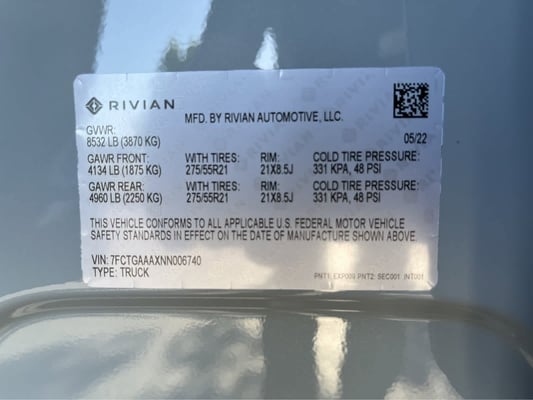 RIVIAN
MFD. BY RIVIAN AUTOMOTIVE, LLC.
GVWR:
8532 LB (3870 KG) 05/22
GAWR FRONT: WITH TIRES: RIM: COLD TIRE PRESSURE:
4134 LB (1875 KG) 275/55R21 21X8.5J 331 KPA, 48 PSI
GAWR REAR: WITH TIRES: RIM: COLD TIRE PRESSURE:
4960 LB (2250 KG) 275/55R21 21X8.5J 331 KPA, 48 PSI
THIS VEHICLE CONFORMS TO ALL APPLICABLE U.S. FEDERAL MOTOR VEHICLE
SAFETY STANDARDS IN EFFECT ON THE DATE OF MANUFACTURE SHOWN ABOVE.
VIN: 7FCTGAAAXNN006740
TYPE: TRUCK PNT1: EXP009 PNT2: SEC001 INT001